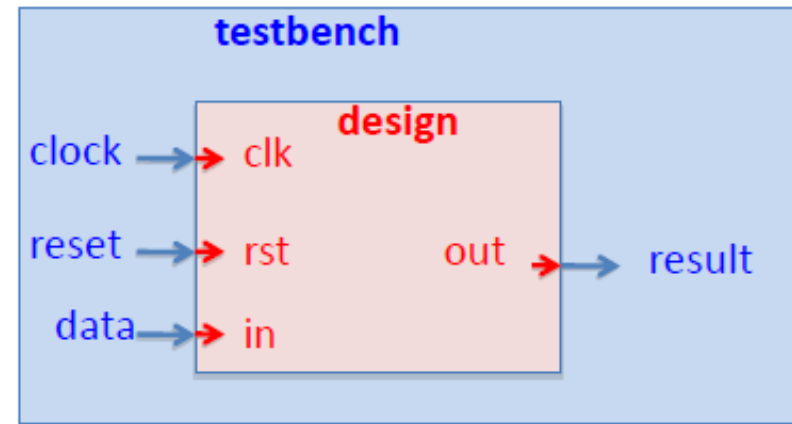 testbench
design
clock clk
reset rst out result
data in